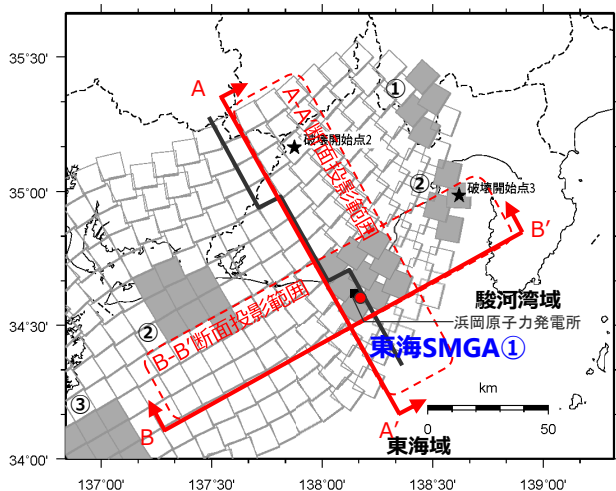 35°30'
35°00'
34°30'
34°00'
A
①
破壊開始点2
A-A'断面投影範囲
②
破壊開始点3
B'
駿河湾域
浜岡原子力発電所
東海SMGA①
B-B'断面投影範囲
②
③
B
A'
東海域
km
0
50
137°00'
137°30'
138°00'
138°30'
139°00'